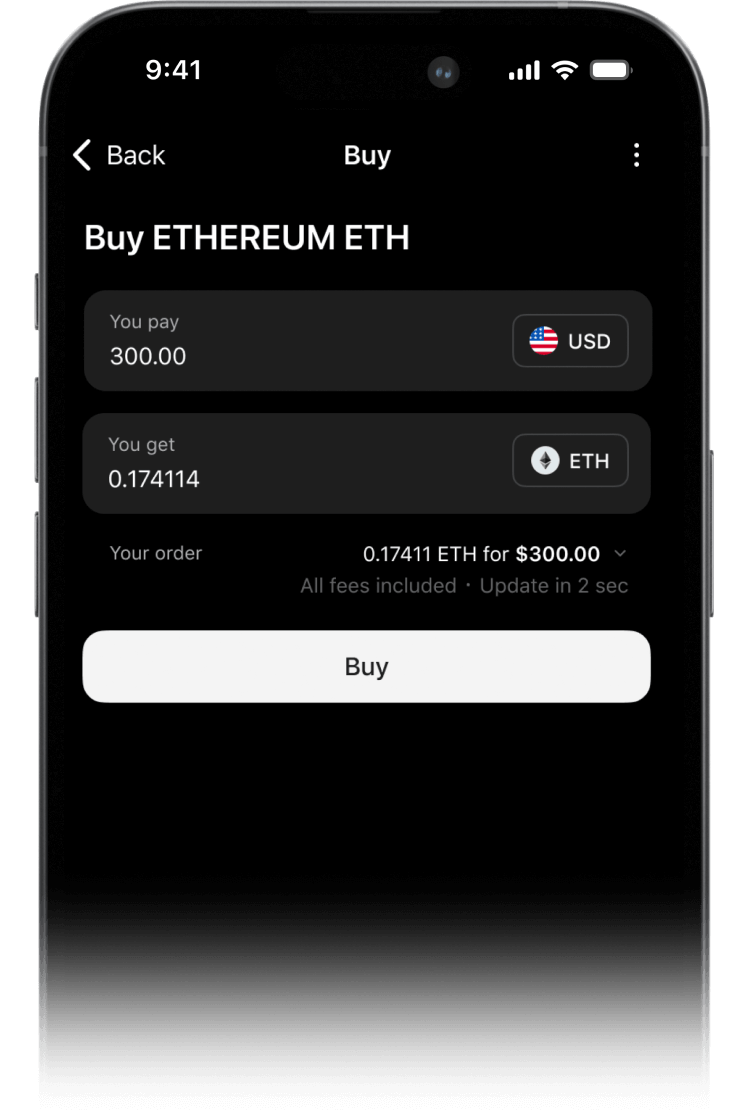 9:41
Back
Buy
Buy ETHEREUM ETH
You pay
300.00
USD
You get
0.174114
ETH
Your order
0.17411 ETH for $300.00
All fees included · Update in 2 sec
Buy